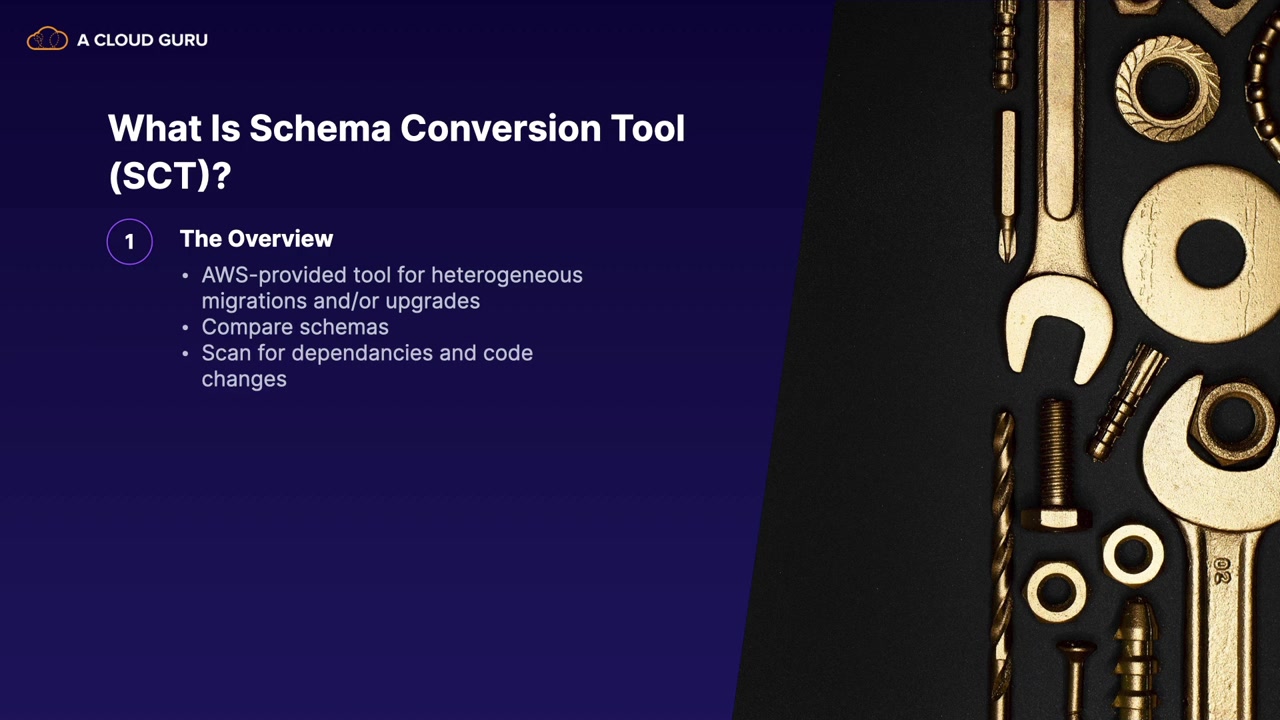 A CLOUD GURU
What Is Schema Conversion Tool
(SCT)?
1
The Overview
• AWS-provided tool for heterogeneous
migrations and/or upgrades
• Compare schemas
• Scan for dependancies and code
changes
02